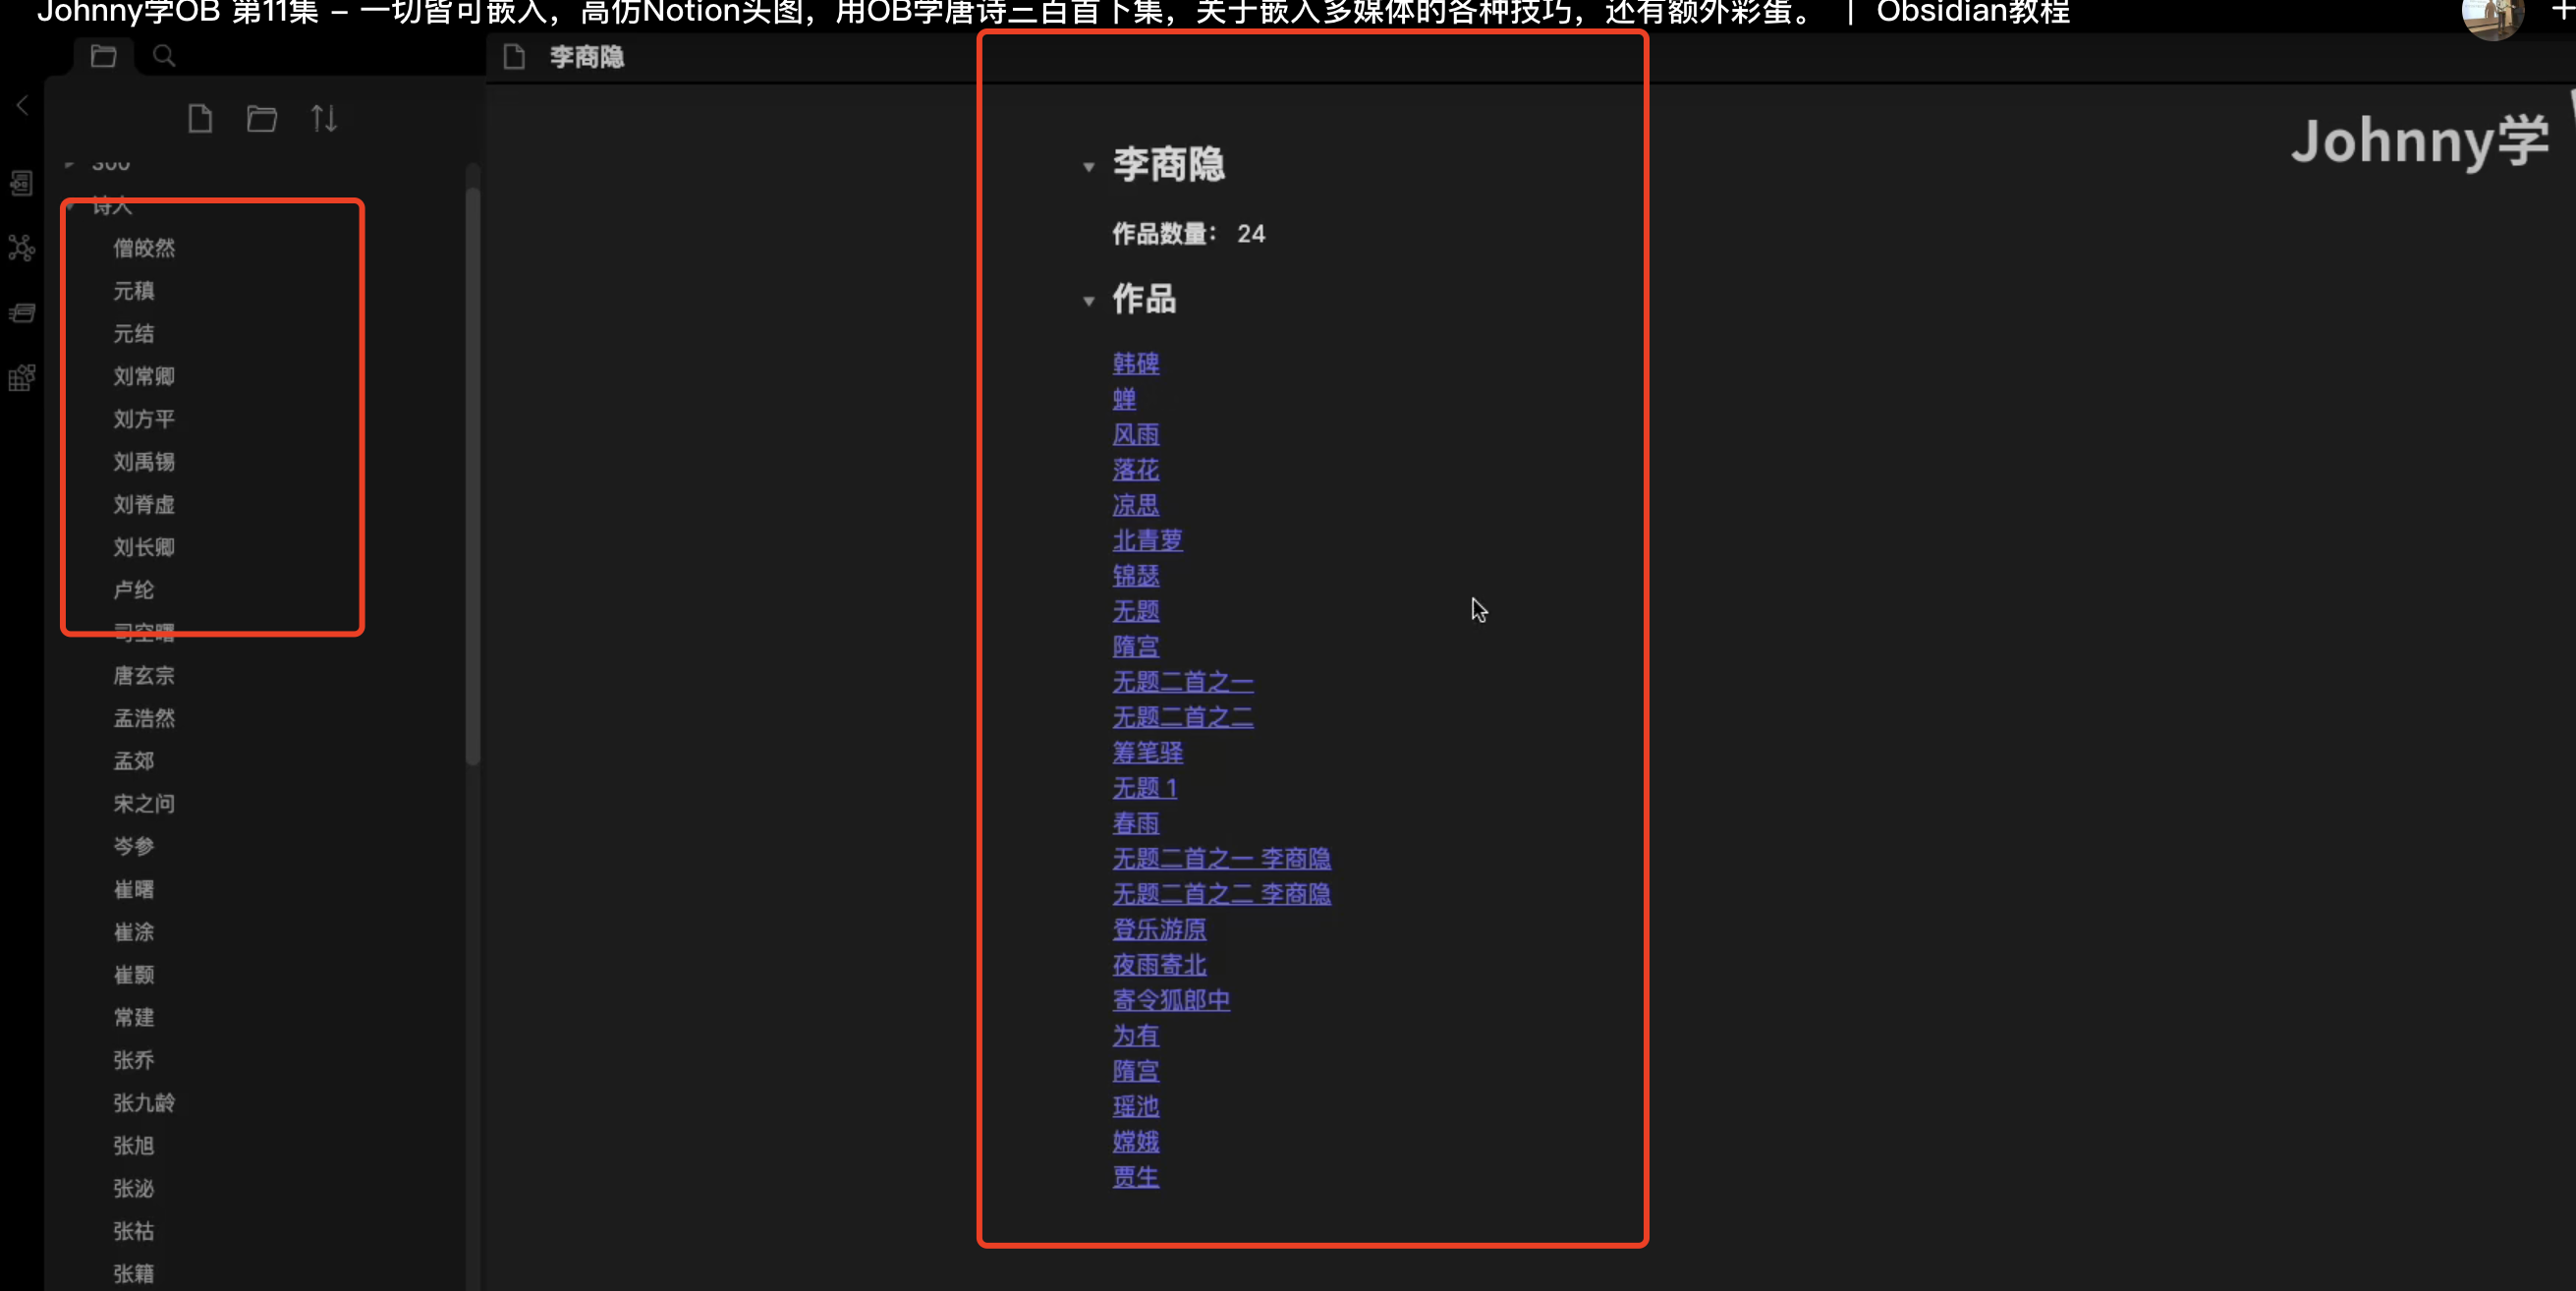 Johnny学OB 第11集 – 一切皆可嵌入，高仿Notion头图，用OB学唐诗三百首下集，关于嵌入多媒体的各种技巧，还有额外彩蛋。 | Obsidian教程
李商隐
Johnny学
300
诗人
僧皎然
元稹
元结
刘常卿
刘方平
刘禹锡
刘脊虚
刘长卿
卢纶
司空曙
唐玄宗
孟浩然
孟郊
宋之问
岑参
崔曙
崔涂
崔颢
常建
张乔
张九龄
张旭
张泌
张祜
张籍
李商隐
作品数量： 24
作品
韩碑
蝉
风雨
落花
凉思
北青萝
锦瑟
无题
隋宫
无题二首之一
无题二首之二
筹笔驿
无题 1
春雨
无题二首之一 李商隐
无题二首之二 李商隐
登乐游原
夜雨寄北
寄令狐郎中
为有
隋宫
瑶池
嫦娥
贾生